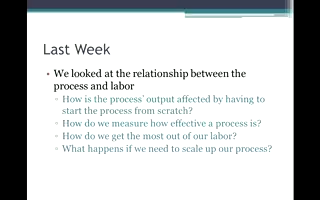 Last Week
• We looked at the relationship between the
process and labor
▫ How is the process' output affected by having to
start the process from scratch?
▫ How do we measure how effective a process is?
▫ How do we get the most out of our labor?
▫ What happens if we need to scale up our process?